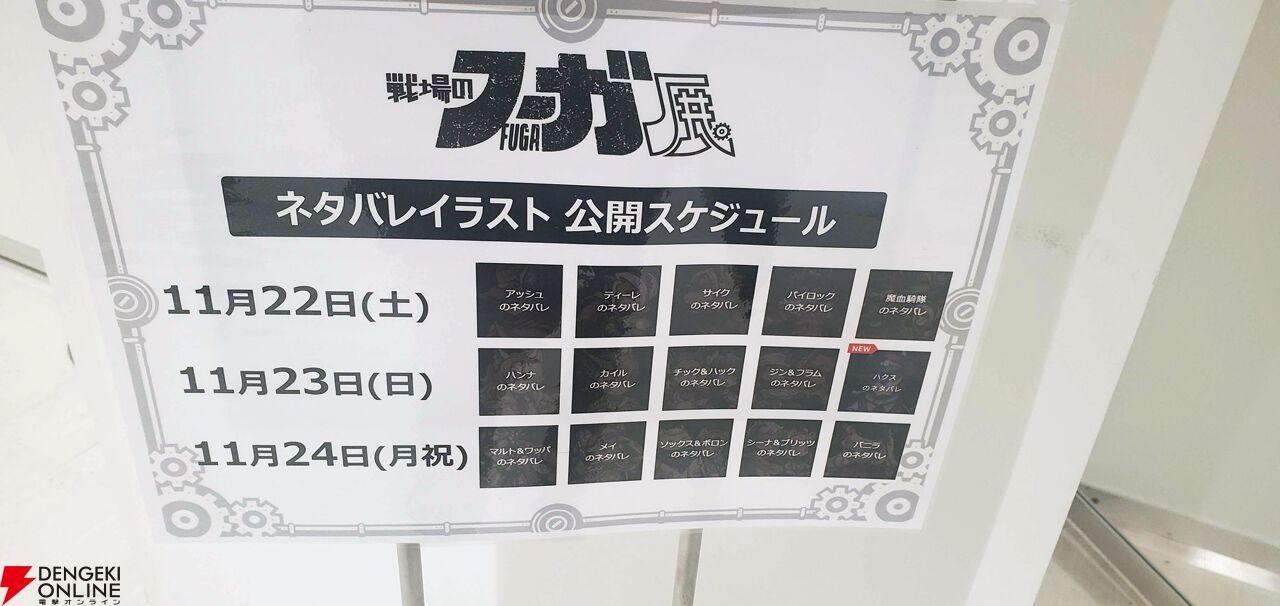 戦場の
フーガ
FUGA
展
ネタバレイラスト 公開スケジュール
11月22日(土)
アッシュ
のネタバレ
ディーレ
のネタバレ
サイク
のネタバレ
バイロック
のネタバレ
魔血騎隊
のネタバレ
11月23日(日)
ハンナ
のネタバレ
カイル
のネタバレ
チック&ハック
のネタバレ
ジン&フラム
のネタバレ
NEW
ハクス
のネタバレ
11月24日(月祝)
マルト&ワッパ
のネタバレ
メイ
のネタバレ
ソックス&ボロン
のネタバレ
シーナ&ブリッツ
のネタバレ
バニラ
のネタバレ
DENGEKI
ONLINE
電撃オンライン